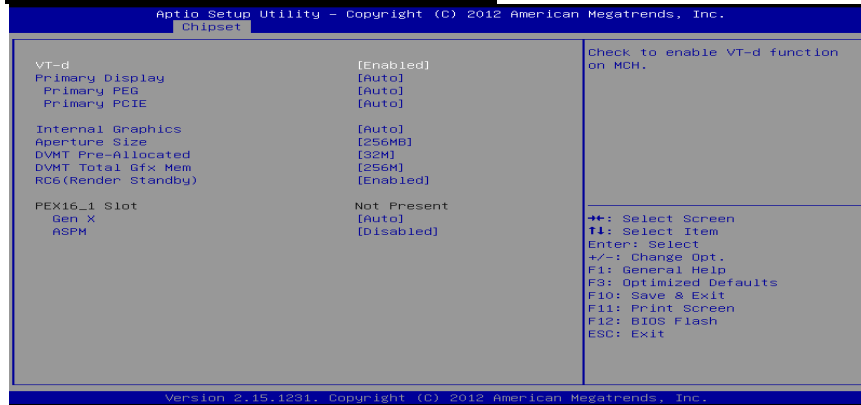 Aptio Setup Utility – Copyright (C) 2012 American Megatrends, Inc.
Chipset
VT-d [Enabled]
Primary Display [Auto]
Primary PEG [Auto]
Primary PCIE [Auto]
Internal Graphics [Auto]
Aperture Size [256MB]
DVMT Pre-Allocated [32M]
DVMT Total Gfx Mem [256M]
RC6(Render Standby) [Enabled]
PEX16_1 Slot Not Present
Gen X [Auto]
ASPM [Disabled]
Check to enable VT-d function
on MCH.
→←: Select Screen
↑↓: Select Item
Enter: Select
+/-: Change Opt.
F1: General Help
F3: Optimized Defaults
F10: Save & Exit
F11: Print Screen
F12: BIOS Flash
ESC: Exit
Version 2.15.1231. Copyright (C) 2012 American Megatrends, Inc.